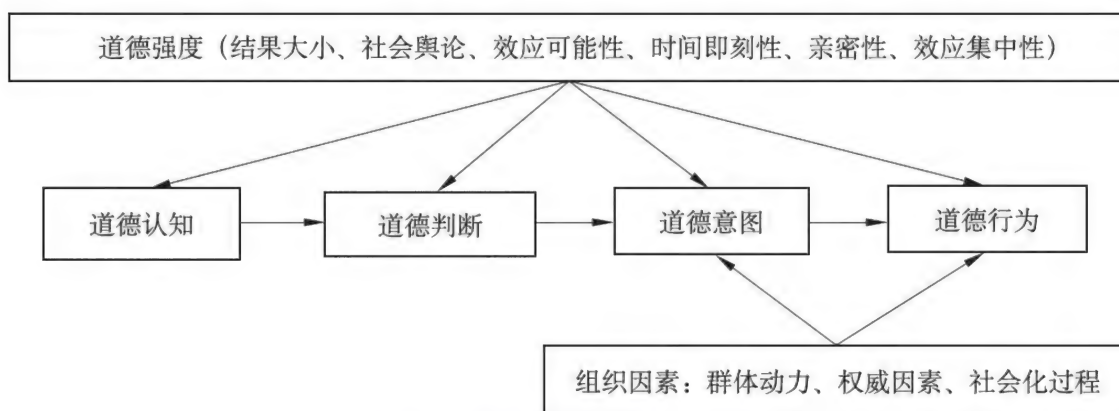 道德强度（结果大小、社会舆论、效应可能性、时间即刻性、亲密性、效应集中性）
道德认知
道德判断
道德意图
道德行为
组织因素：群体动力、权威因素、社会化过程